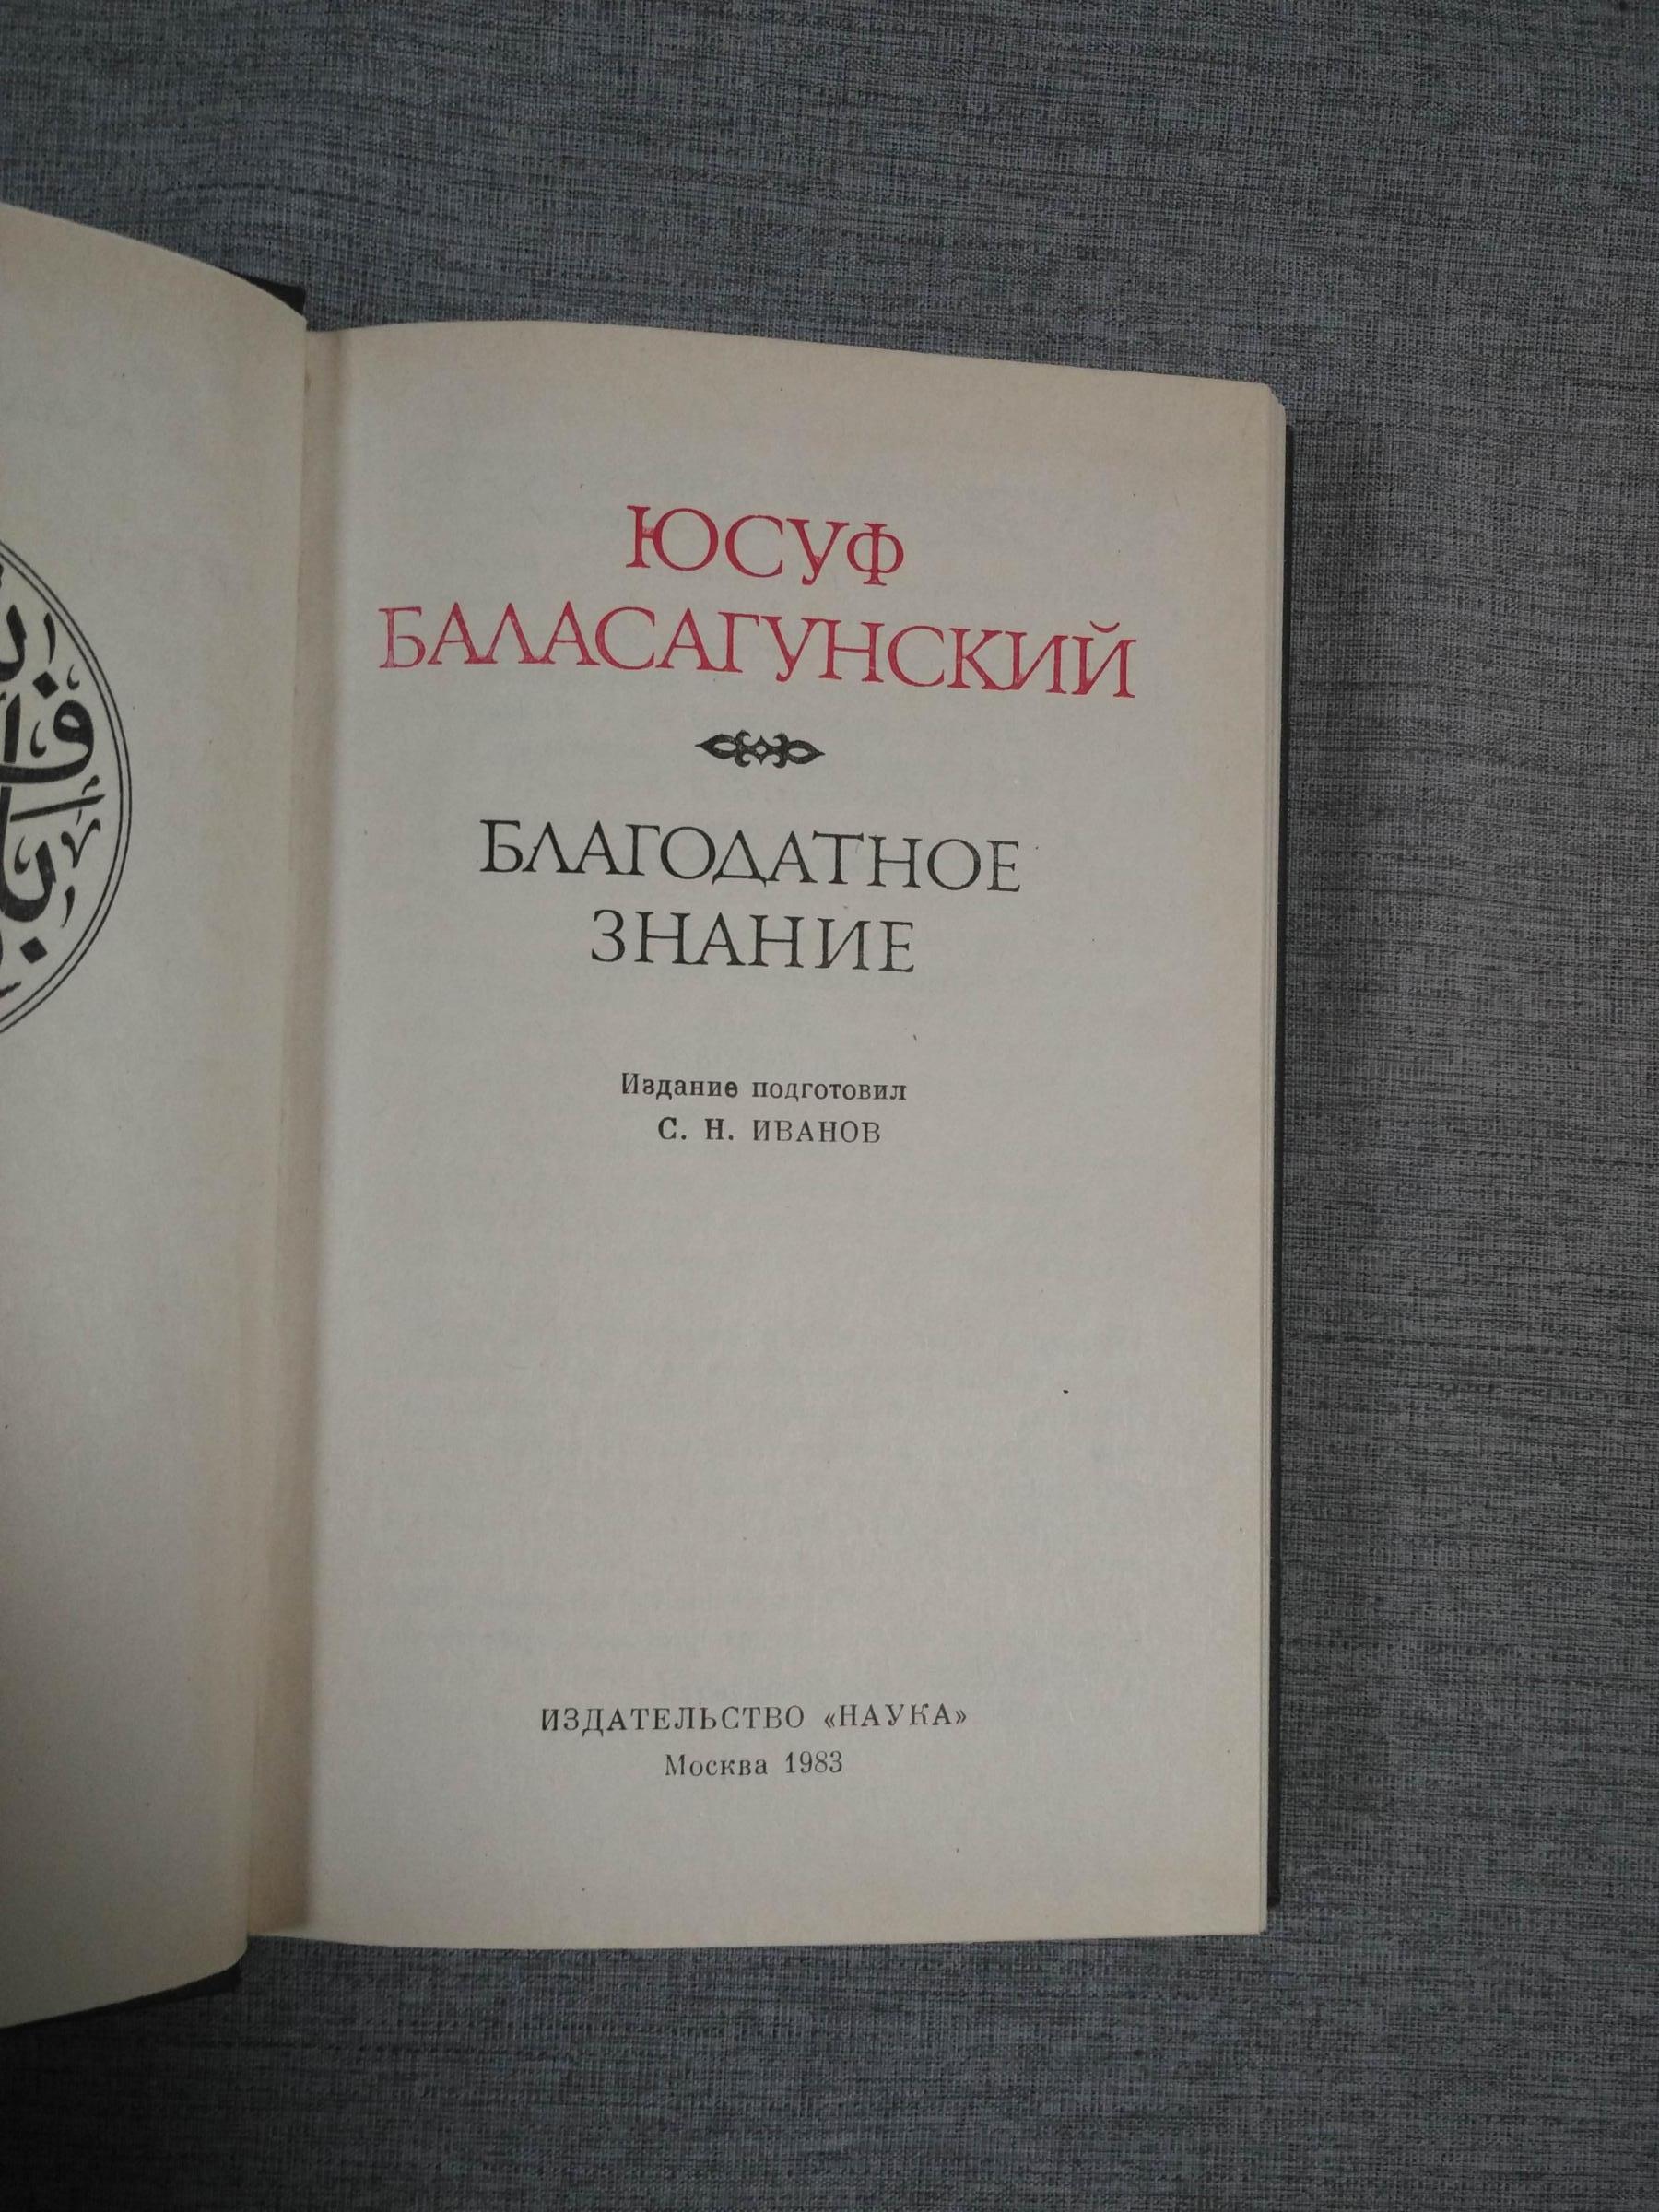 ЮСУФ
БАЛАСАГУНСКИЙ
БЛАГОДАТНОЕ
ЗНАНИЕ
Издание подготовил
С. Н. ИВАНОВ
ИЗДАТЕЛЬСТВО «НАУКА»
Москва 1983